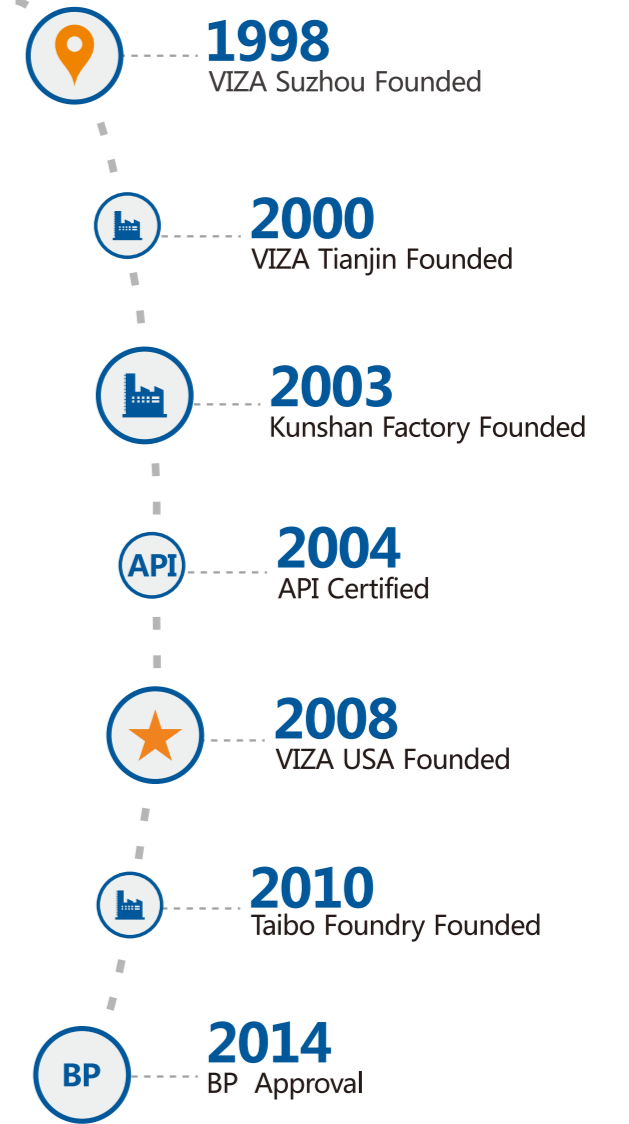 1998
VIZA Suzhou Founded
2000
VIZA Tianjin Founded
2003
Kunshan Factory Founded
API
2004
API Certified
2008
VIZA USA Founded
2010
Taibo Foundry Founded
BP
2014
BP Approval